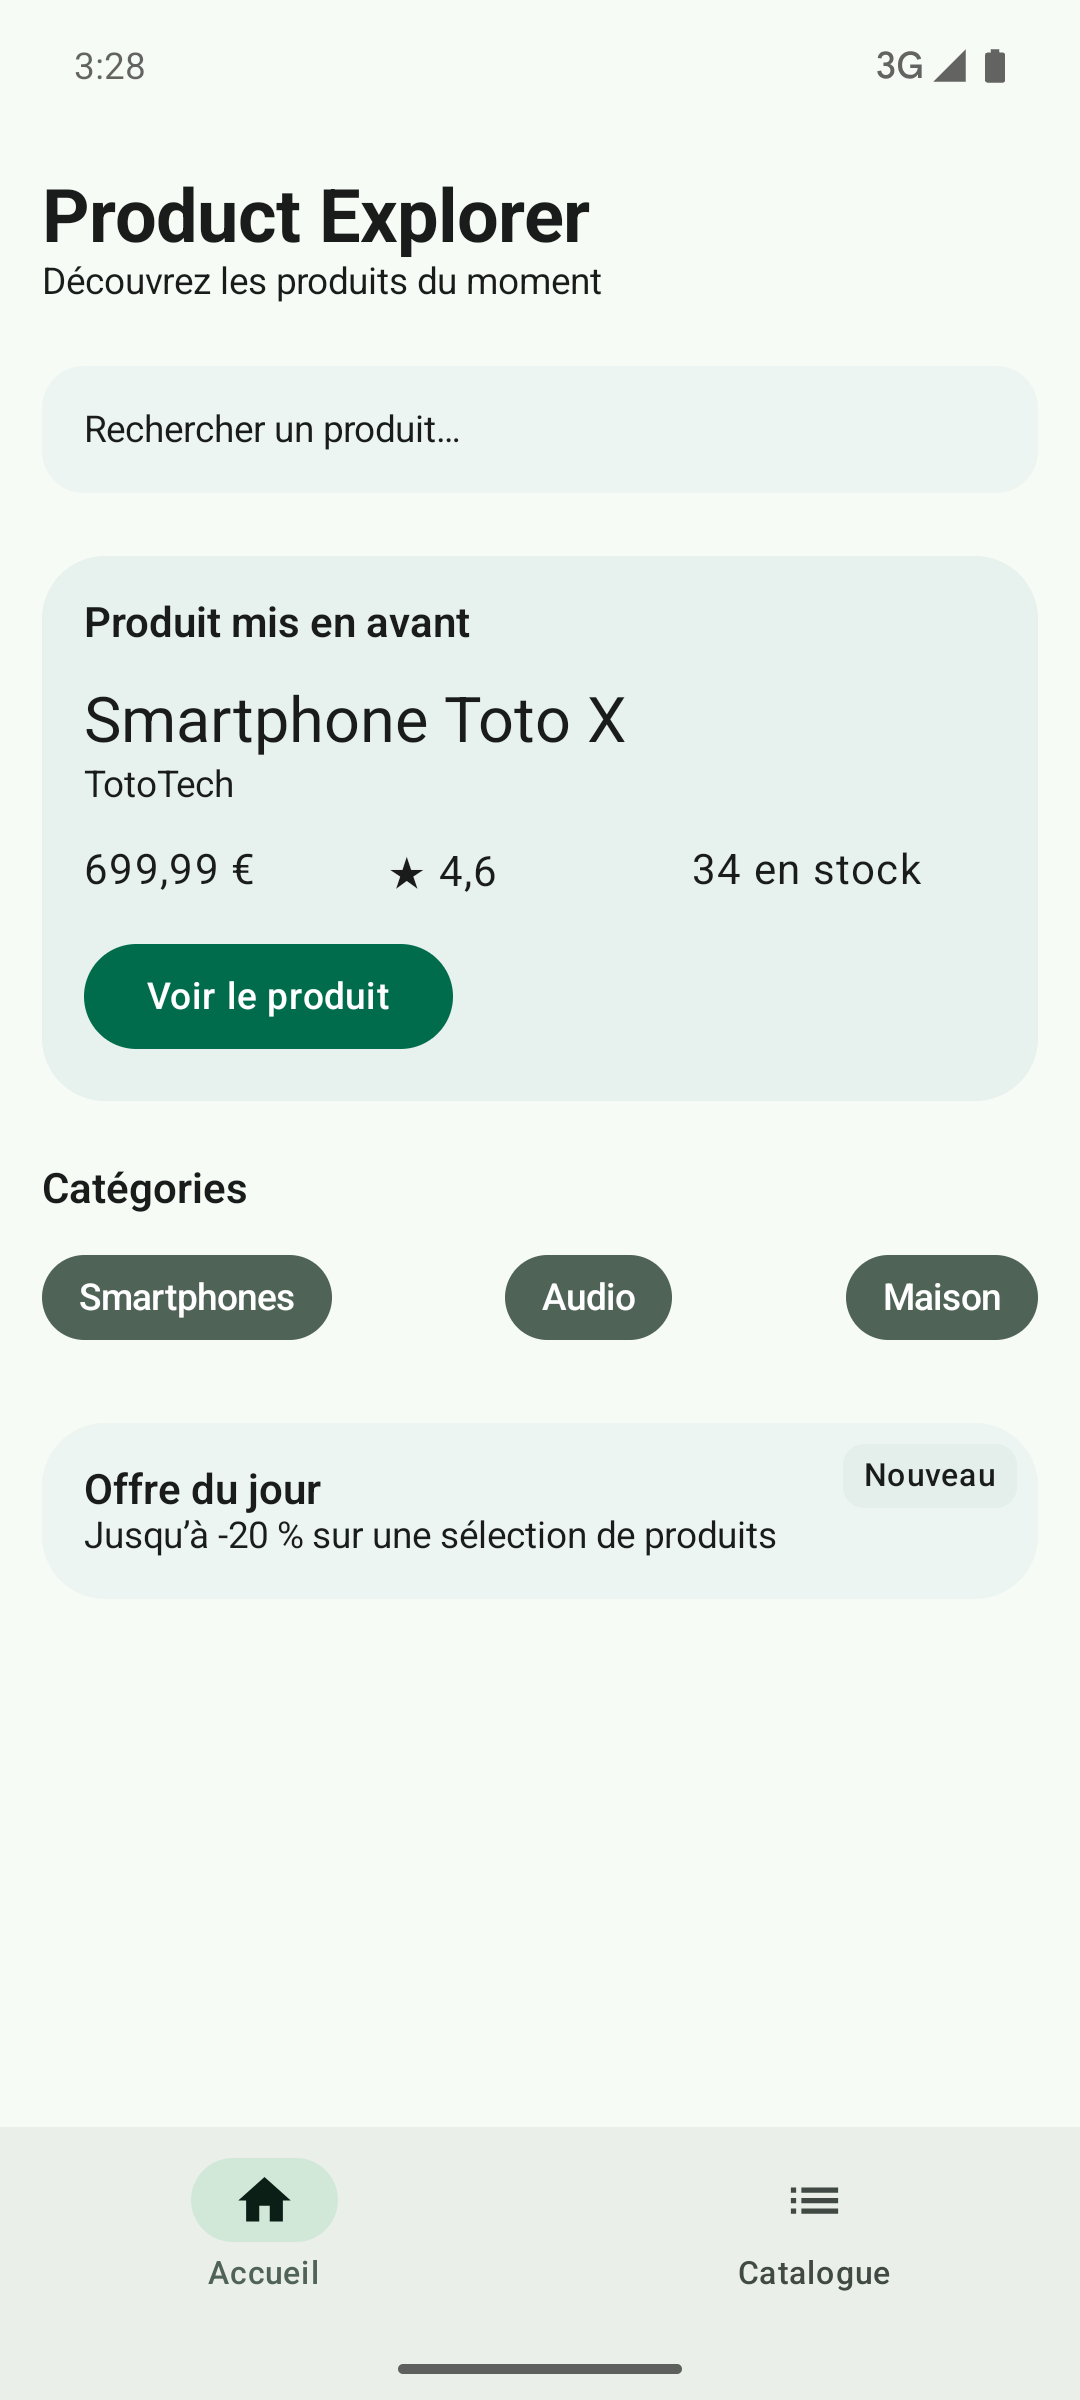 3:28
3G
Product Explorer
Découvrez les produits du moment
Rechercher un produit…
Produit mis en avant
Smartphone Toto X
TotoTech
699,99 € ★ 4,6 34 en stock
Voir le produit
Catégories
Smartphones Audio Maison
Nouveau
Offre du jour
Jusqu’à -20 % sur une sélection de produits
Accueil Catalogue